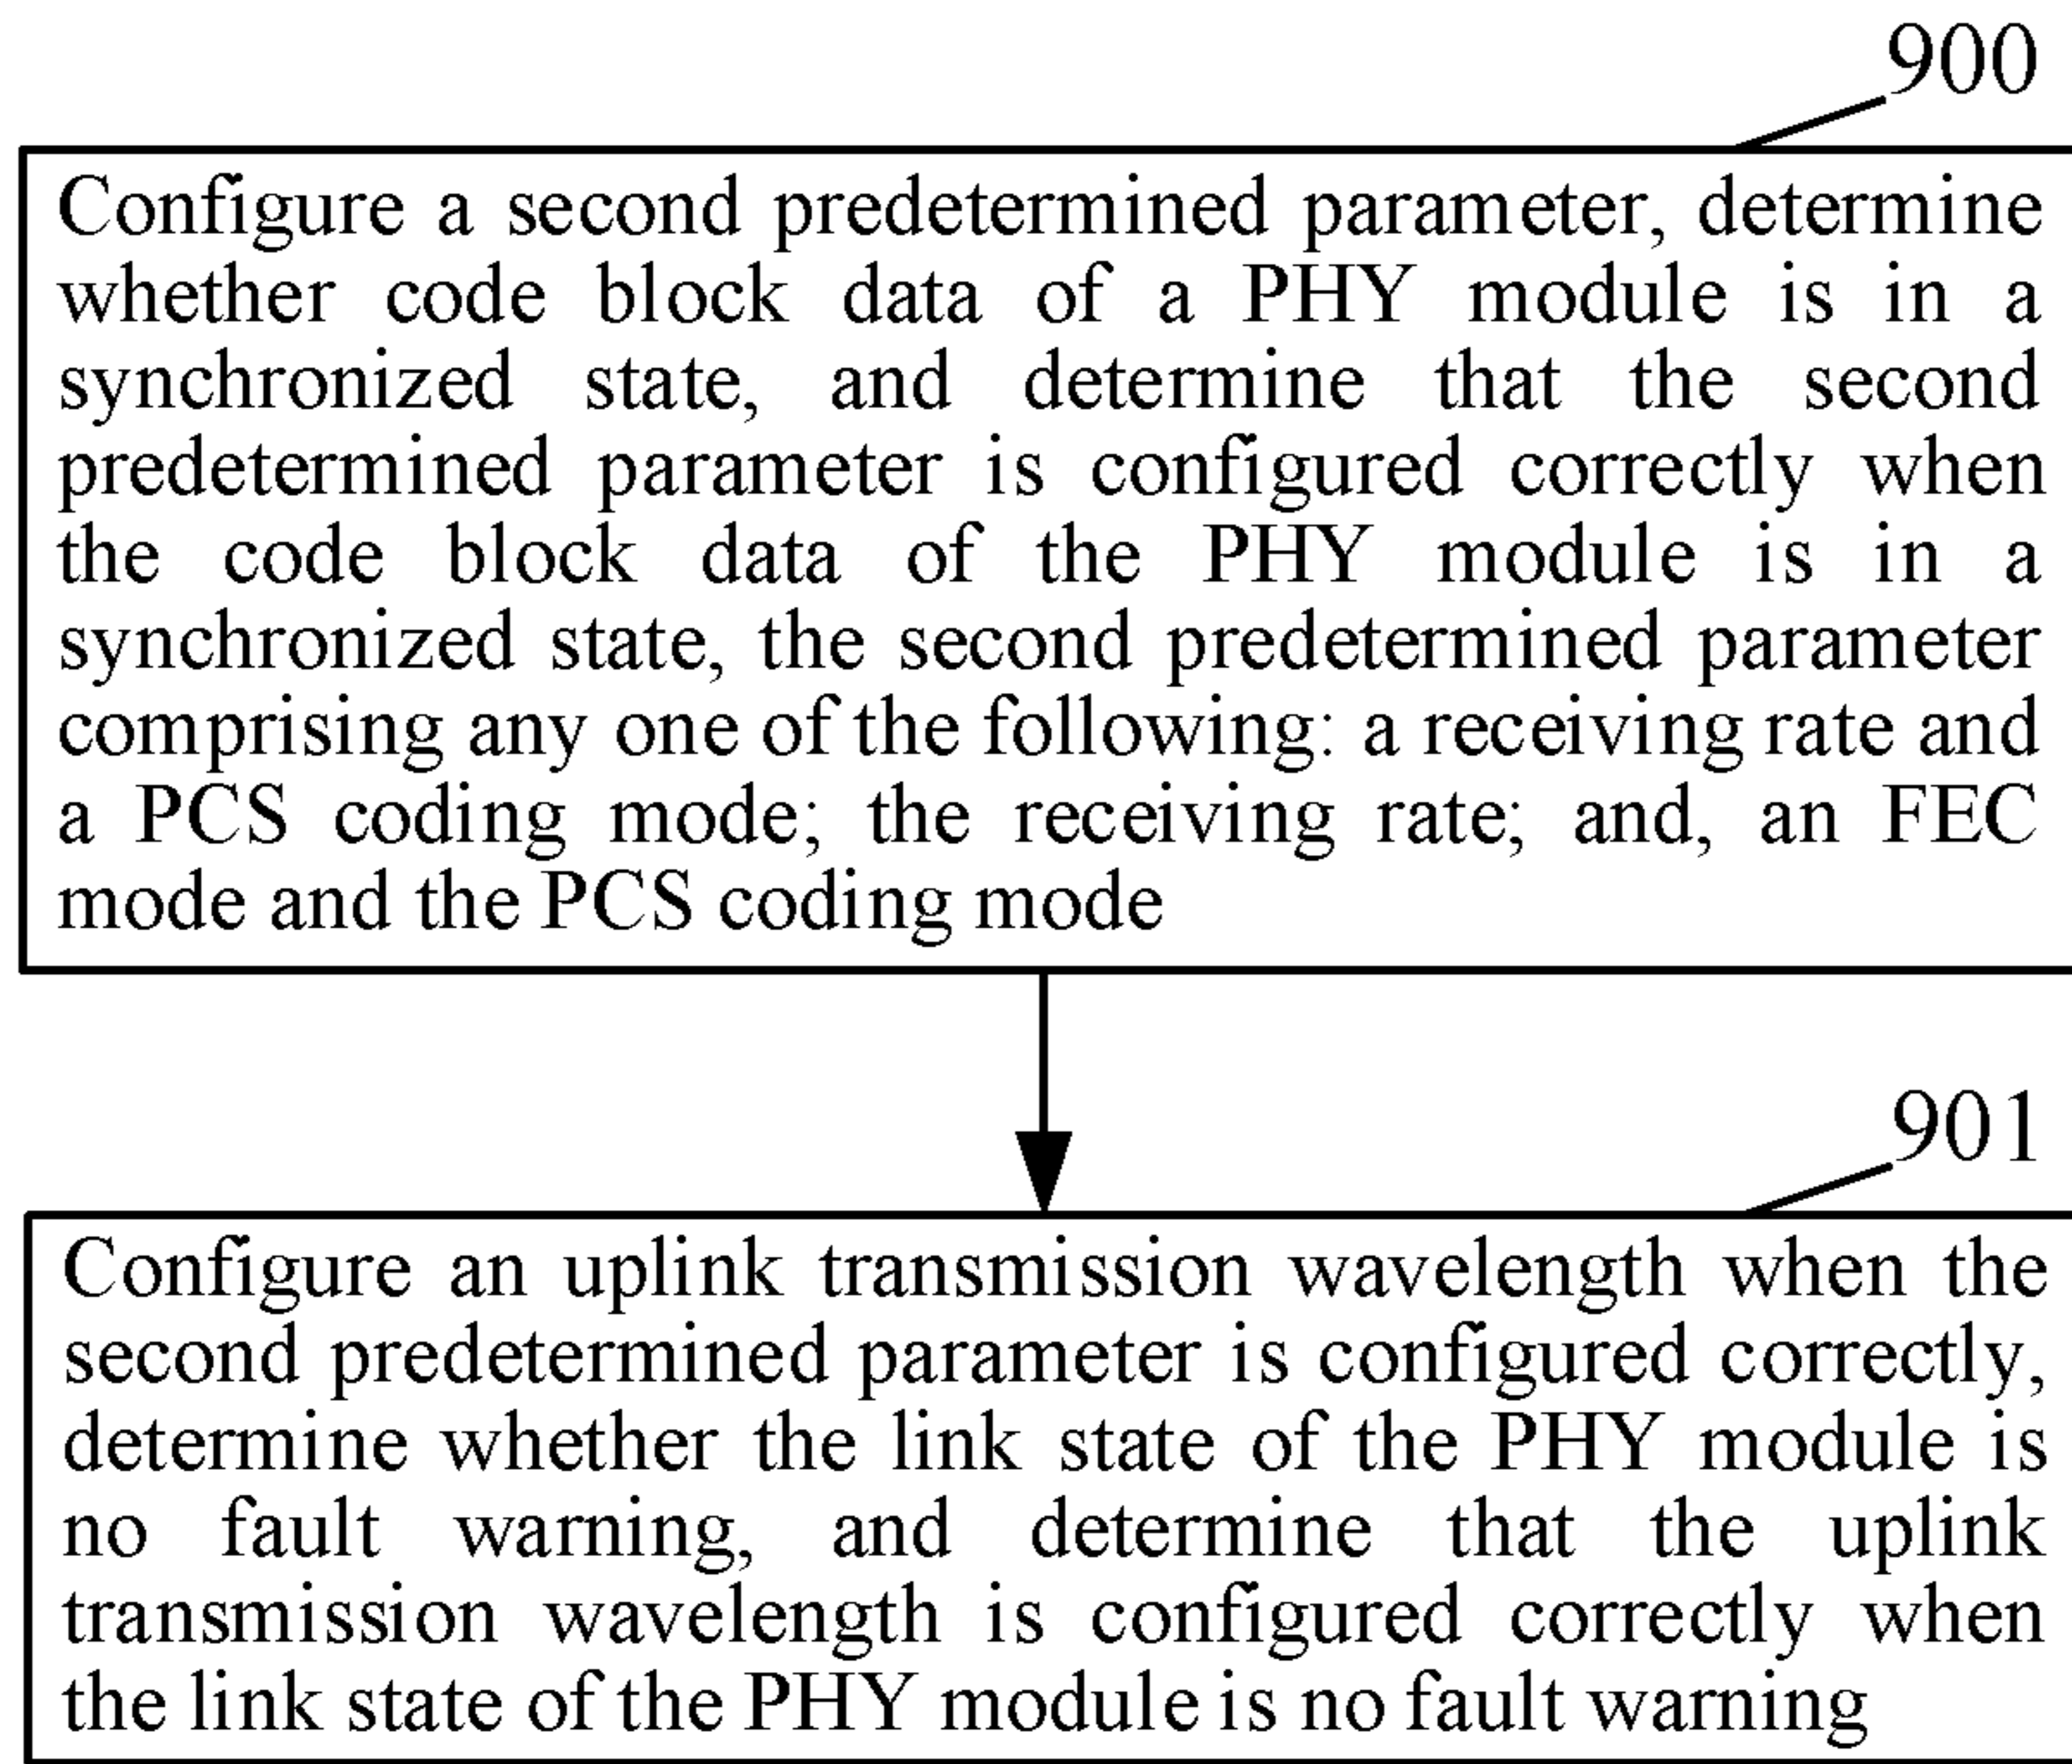 900
Configure a second predetermined parameter, determine
whether code block data of a PHY module is in a
synchronized state, and determine that the second
predetermined parameter is configured correctly when
the code block data of the PHY module is in a
synchronized state, the second predetermined parameter
comprising any one of the following: a receiving rate and
a PCS coding mode; the receiving rate; and, an FEC
mode and the PCS coding mode
901
Configure an uplink transmission wavelength when the
second predetermined parameter is configured correctly,
determine whether the link state of the PHY module is
no fault warning, and determine that the uplink
transmission wavelength is configured correctly when
the link state of the PHY module is no fault warning